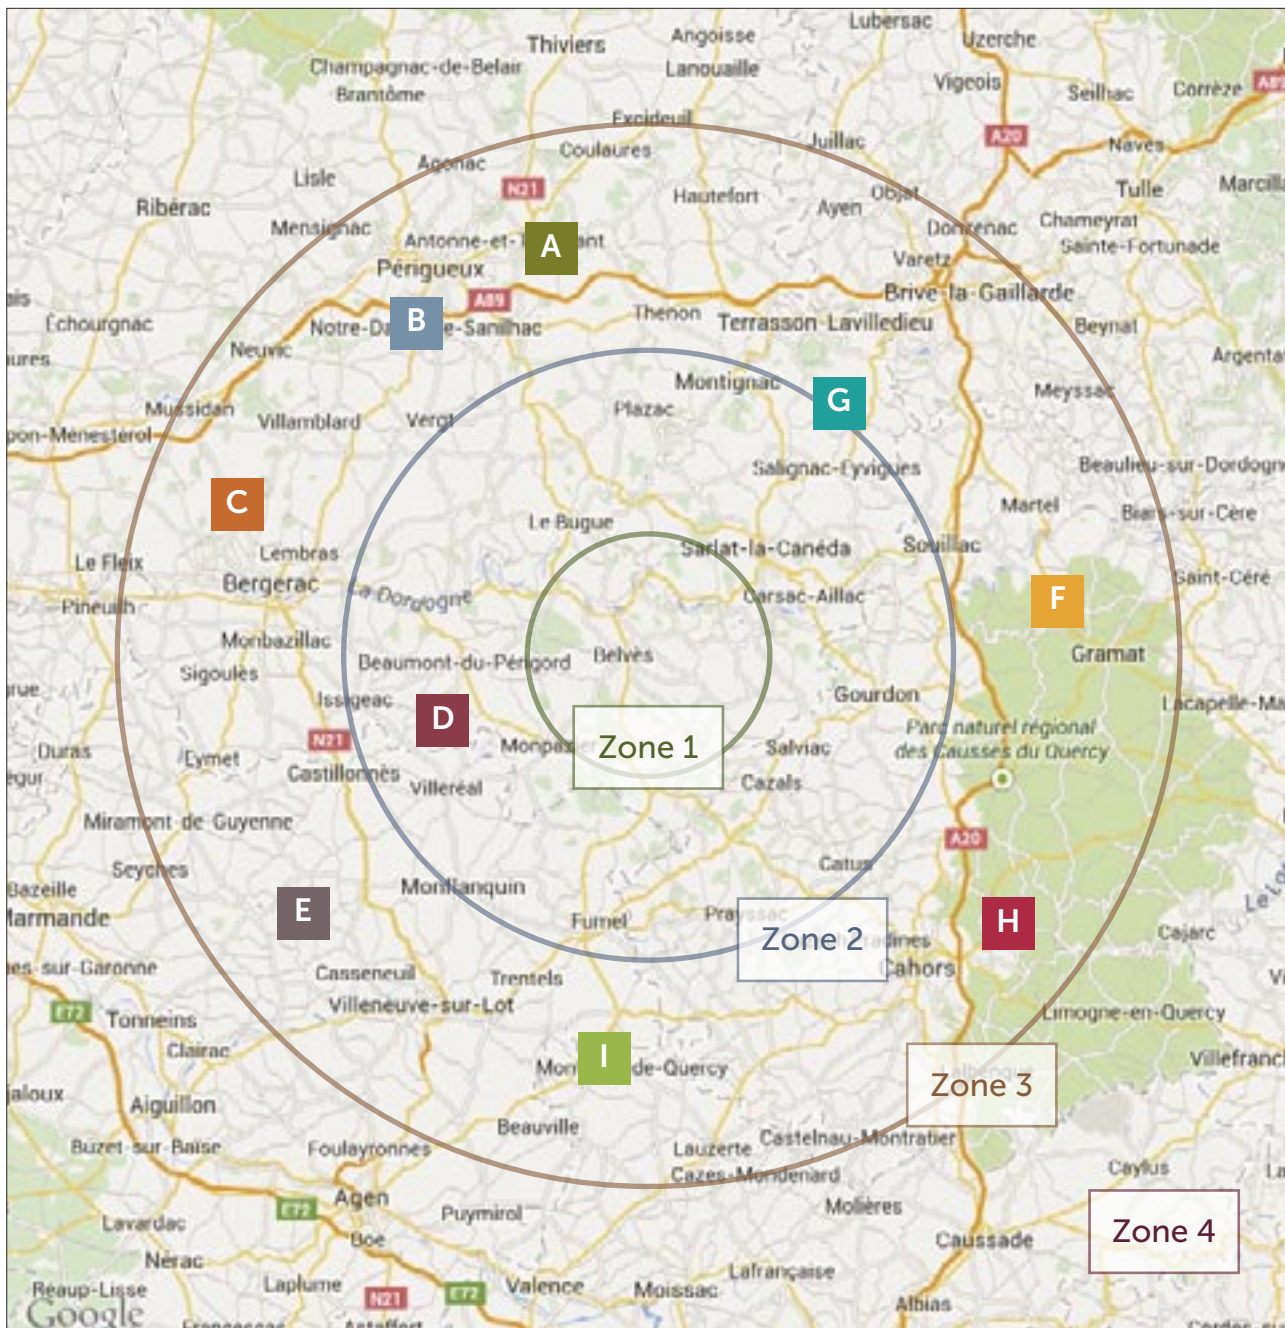 Lubersac
Thiviers
Angoisse
Uzerche
Champagnac-de-Belair
Lanouaille
Vigeois
Seilhac
Corrèze
Brantôme
Excideuil
A20
Juillac
Naves
Agonac
Coulaures
Lisle
N21
Hautefort
Objat
Tulle
Ribérac
Ayen
Mensignac
Donzenac
Chameyrat
Antonne-et-
A
Sainte-Fortunade
Périgueux
Varetz
A89
Brive-la-Gaillarde
Échourgnac
B
Thenon
Terrasson-Lavilledieu
Beynat
Neuvic
Montignac
Meyssac
Mussidan
Villamblard
Vergt
Plazac
G
Salignac-Eyvigues
Beaulieu-sur-Dordogne
C
Martel
Le Bugue
Sarlat-la-Canéda
Souillac
Le Fleix
Lembras
Bergerac
La Dordogne
Carsac-Aillac
F
Saint-Céré
Pineuilh
Monbazillac
Sigoulès
Beaumont-du-Périgord
Belvès
Gramat
Issigeac
D
Gourdon
Parc naturel régional
des Causses du Quercy
N21
Duras
Eymet
Zone 1
Salviac
Castillonnès
Villeréal
Cazals
Miramont de Guyenne
A20
Seyches
Catus
Monflanquin
E
Fumel
Prayssac
H
Marmande
Zone 2
Cajarc
Cahors
Casseneuil
Trentels
E72
Tonneins
Villeneuve-sur-Lot
Limogne-en-Quercy
Clairac
I
de-Quercy
Zone 3
Aiguillon
Beauville
Buzet-sur-Baïse
Foulayronnes
Lauzerte
Castelnau-Montratier
Cazes-Mondenard
Caylus
Agen
E72
Puymirol
Molières
Lavardac
Boe
Caussade
Zone 4
Nérac
Réaup-Lisse
Laplume
N21
E72
Valence
Moissac
Lafrançaise
Albias
Google